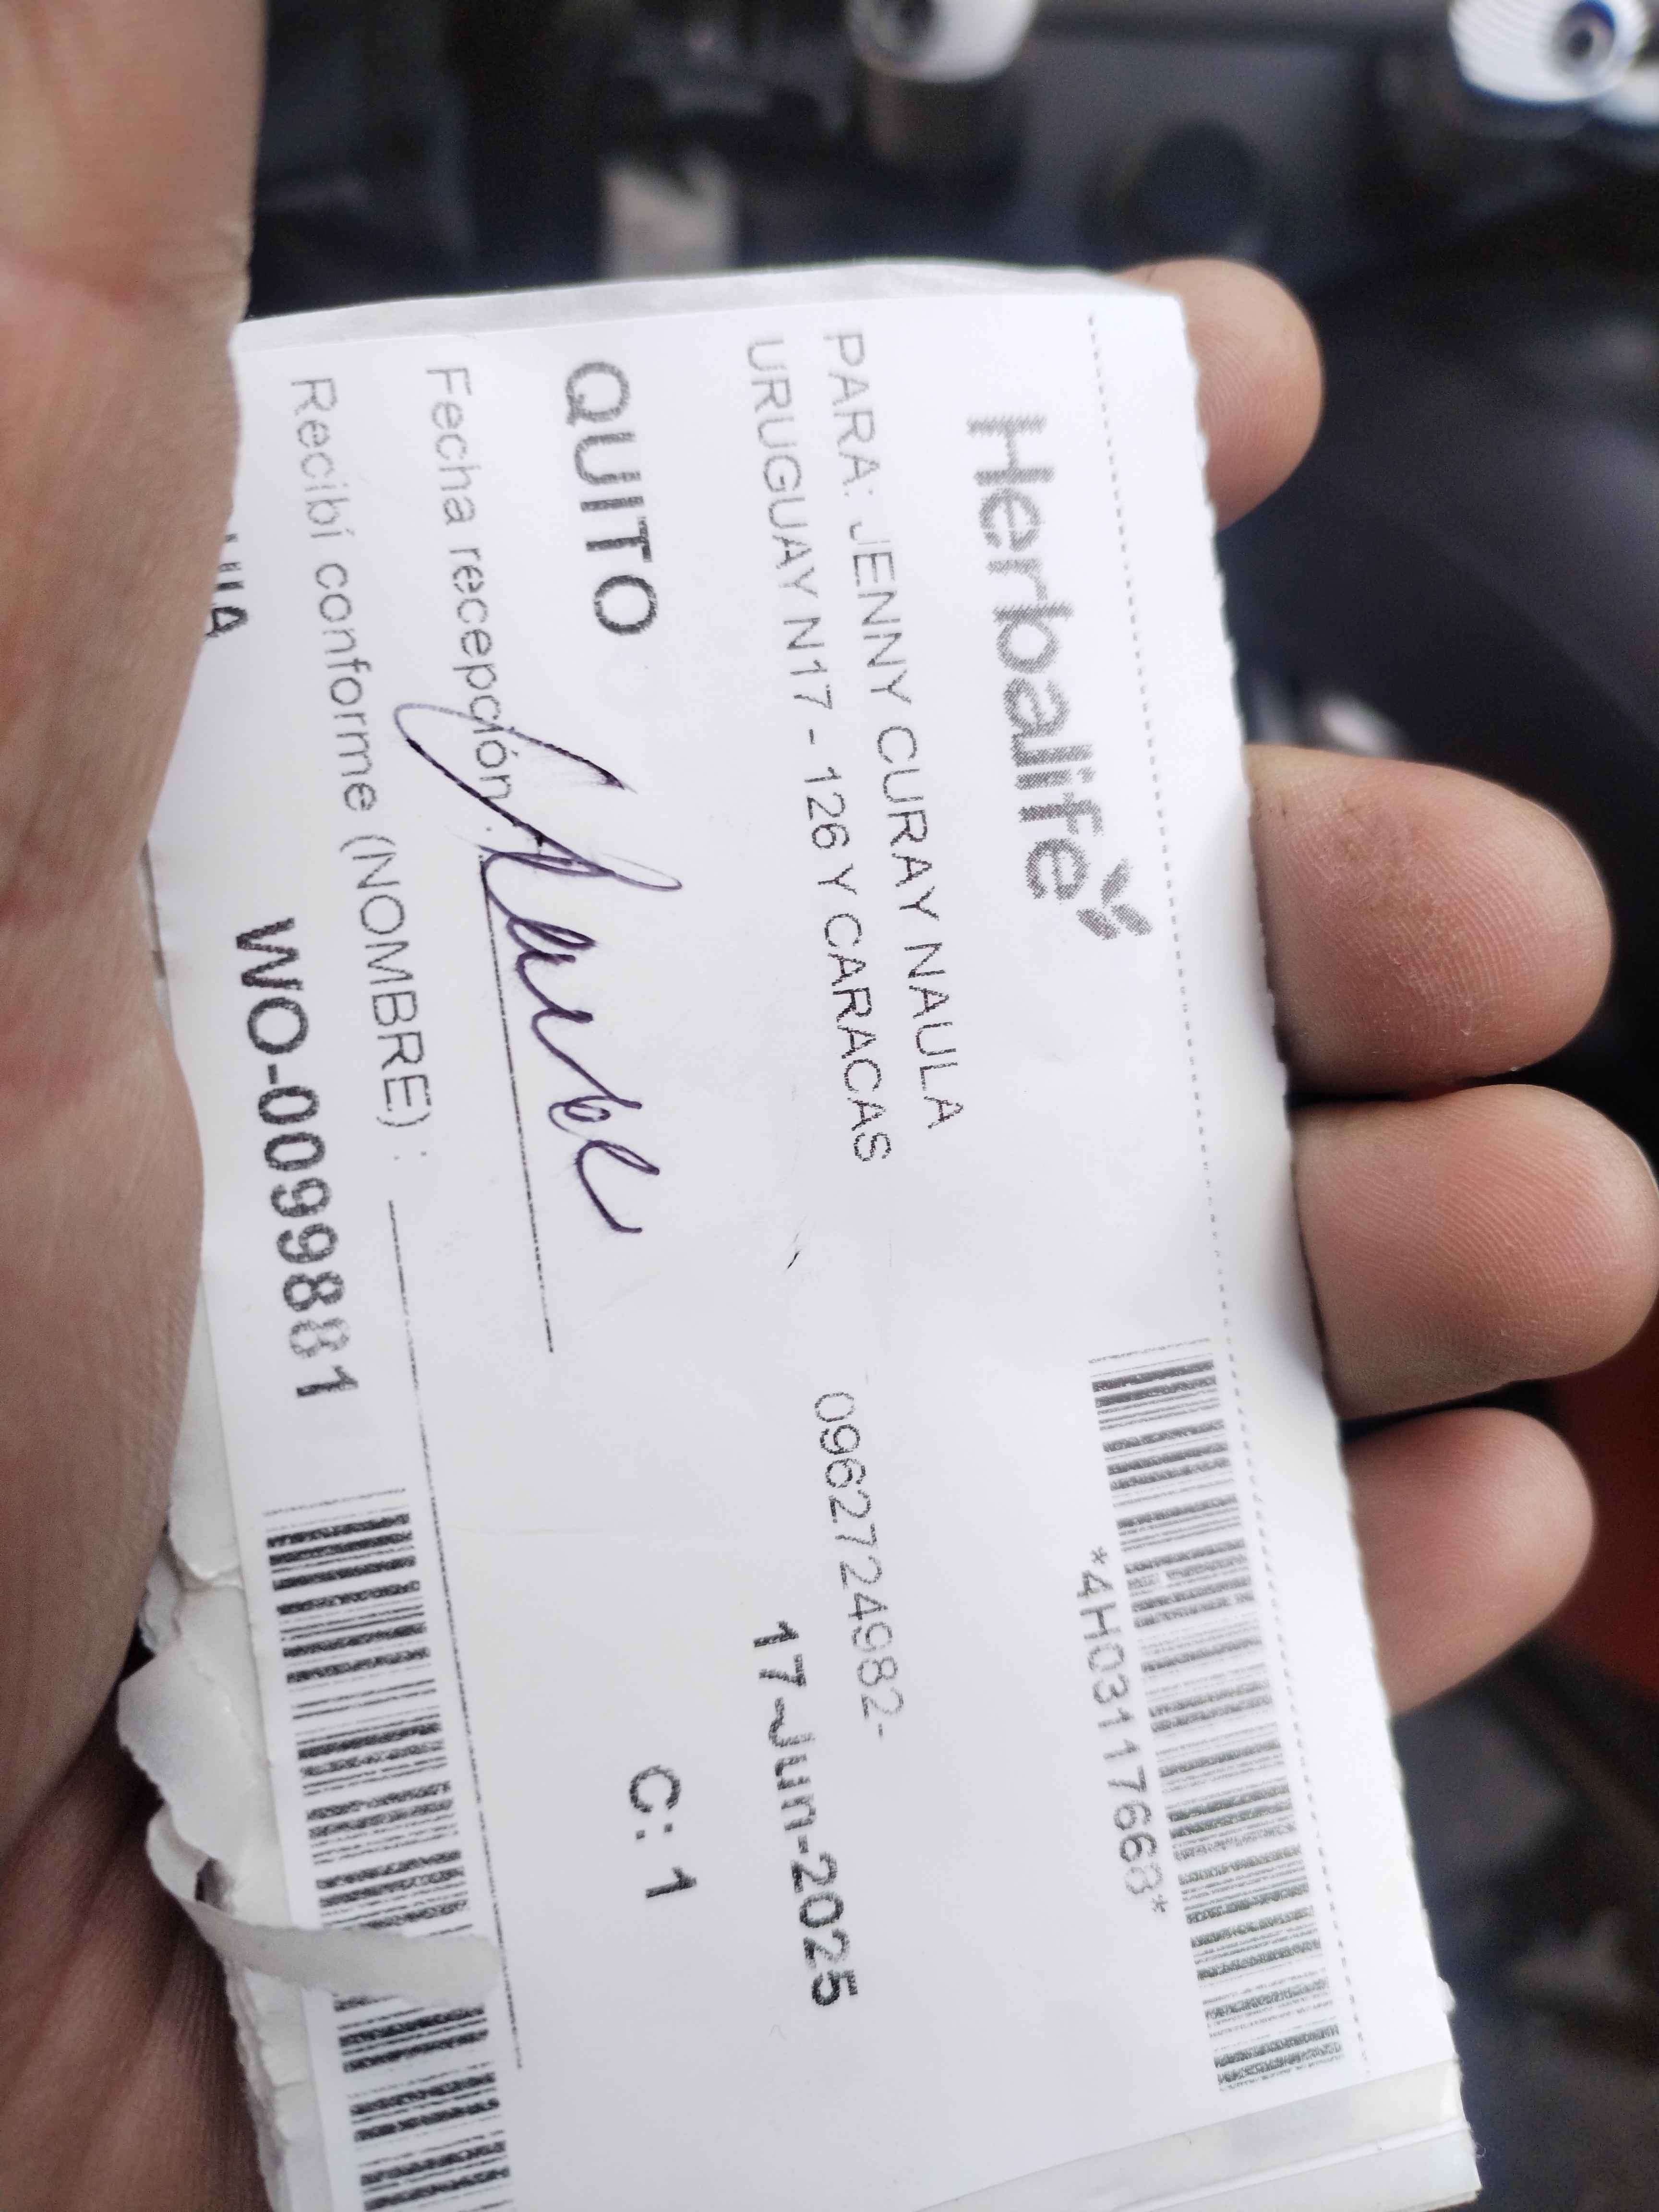 Herbalife
*4H03117668*
PARA: JENNY CURAY NAULA
URUGUAY N17 - 126 Y CARACAS
0962724982-
17-Jun-2025
QUITO
C: 1
Fecha recepción:
Recibí conforme (NOMBRE) :
WO-0099881